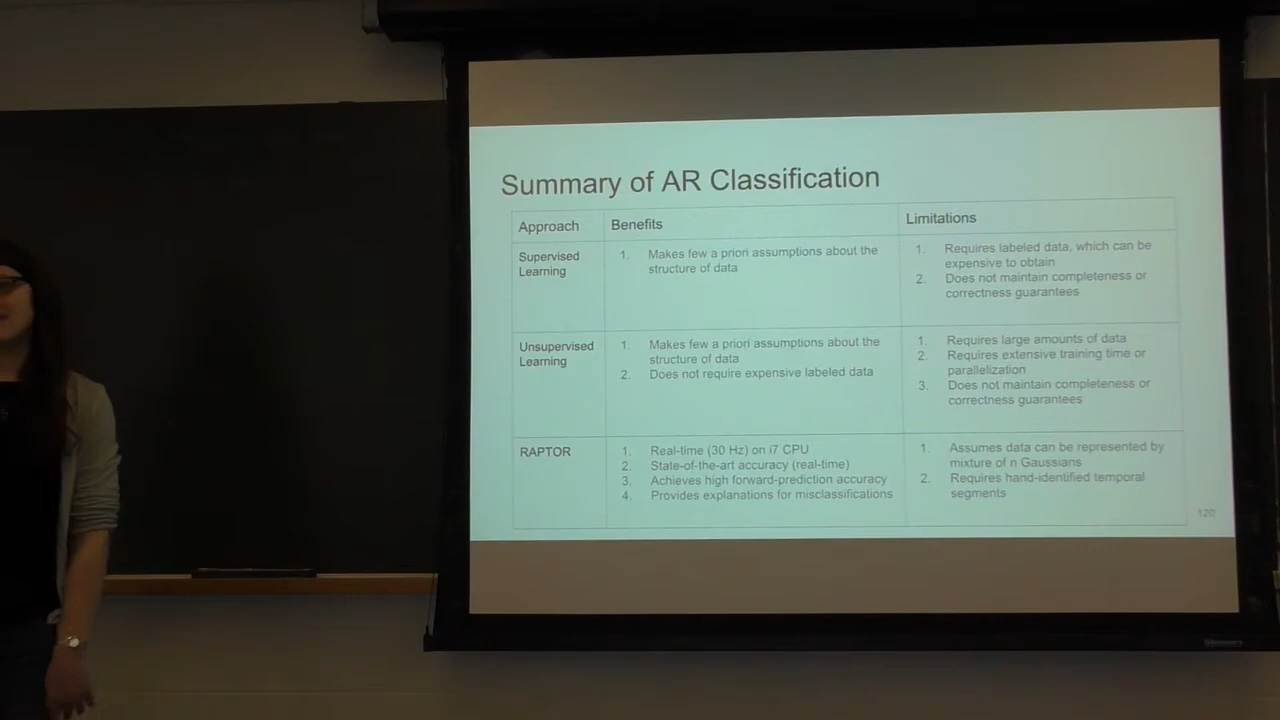 Summary of AR Classification
Approach
Benefits
Limitations
Supervised
Learning
1. Makes few a priori assumptions about the
structure of data
1. Requires labeled data, which can be
expensive to obtain
2. Does not maintain completeness or
correctness guarantees
Unsupervised
Learning
1. Makes few a priori assumptions about the
structure of data
2. Does not require expensive labeled data
1. Requires large amounts of data
2. Requires extensive training time or
parallelization
3. Does not maintain completeness or
correctness guarantees
RAPTOR
1. Real-time (30 Hz) on i7 CPU
2. State-of-the-art accuracy (real-time)
3. Achieves high forward-prediction accuracy
4. Provides explanations for misclassifications
1. Assumes data can be represented by
mixture of n Gaussians
2. Requires hand-identified temporal
segments
120